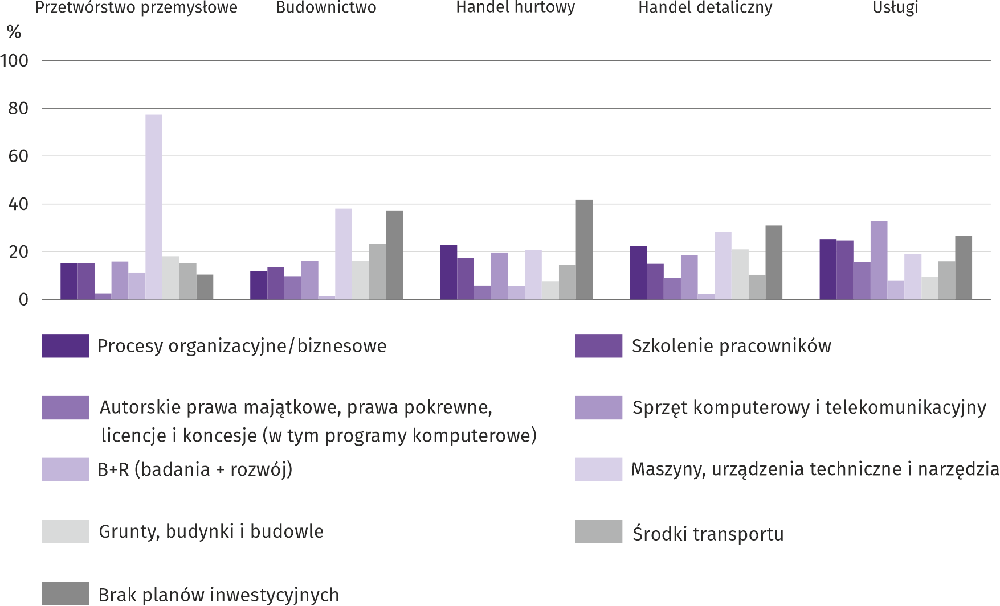 Przetwórstwo przemysłowe Budownictwo Handel hurtowy Handel detaliczny Usługi
%
100
80
60
40
20
0
Procesy organizacyjne/biznesowe Szkolenie pracowników
Autorskie prawa majątkowe, prawa pokrewne, Sprzęt komputerowy i telekomunikacyjny
licencje i koncesje (w tym programy komputerowe)
B+R (badania + rozwój) Maszyny, urządzenia techniczne i narzędzia
Grunty, budynki i budowle Środki transportu
Brak planów inwestycyjnych